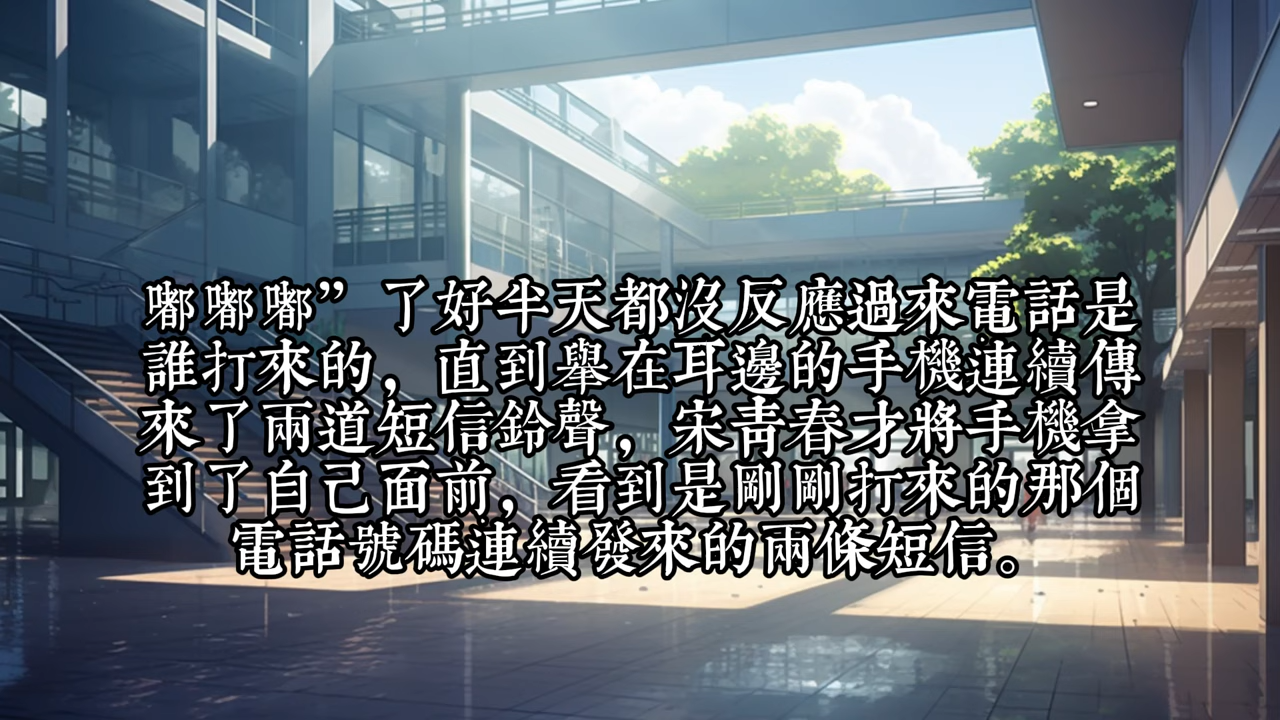 嘟嘟嘟”了好半天都沒反應過來電話是
誰打來的，直到舉在耳邊的手機連續傳
來了兩道短信鈴聲，宋青春才將手機拿
到了自己面前，看到是剛剛打來的那個
電話號碼連續發來的兩條短信。